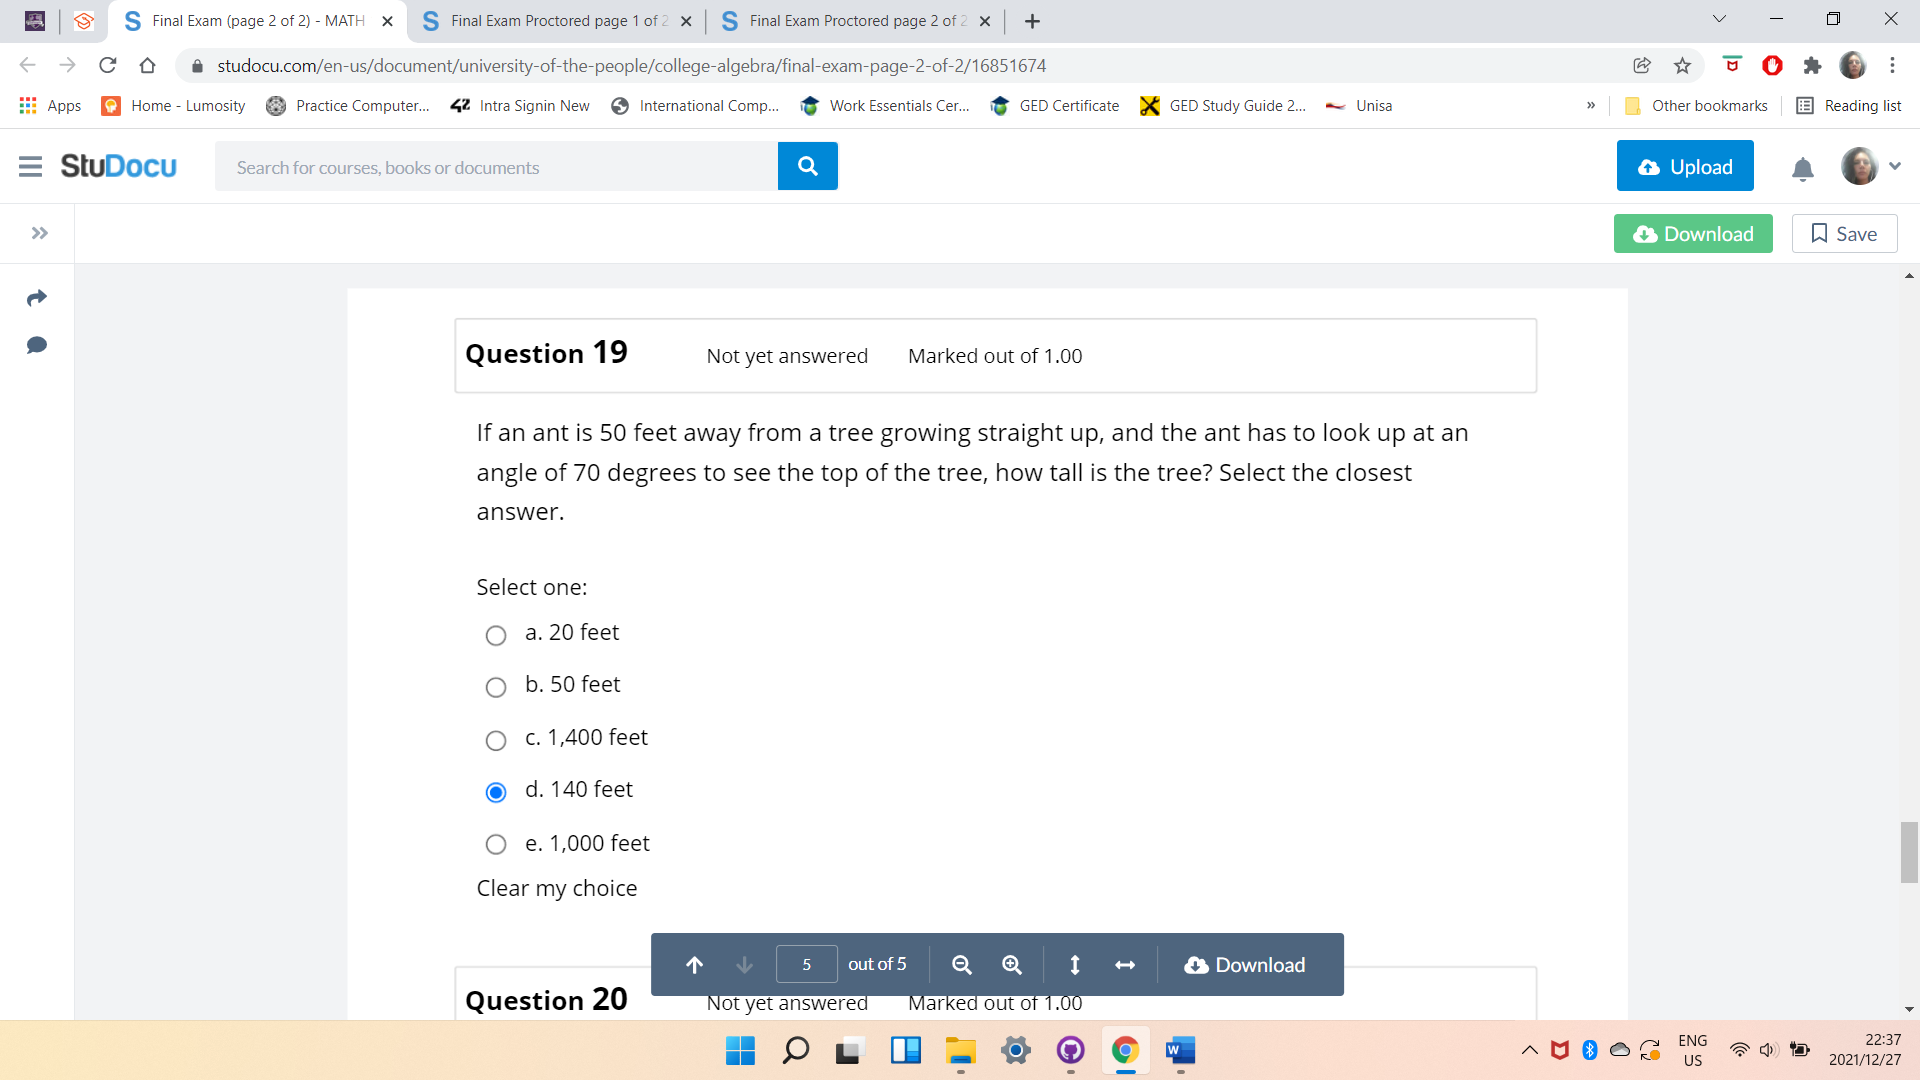 Final Exam (page 2 of 2) - MATH
Final Exam Proctored page 1 of 2
Final Exam Proctored page 2 of 2
studocu.com/en-us/document/university-of-the-people/college-algebra/final-exam-page-2-of-2/16851674
Apps
Home - Lumosity
Practice Computer...
Intra Signin New
International Comp...
Work Essentials Cer...
GED Certificate
GED Study Guide 2...
Unisa
»
Other bookmarks
Reading list
StuDocu
Search for courses, books or documents
Upload
Download
Save
Question 19
Not yet answered
Marked out of 1.00
If an ant is 50 feet away from a tree growing straight up, and the ant has to look up at an
angle of 70 degrees to see the top of the tree, how tall is the tree? Select the closest
answer.
Select one:
a. 20 feet
b. 50 feet
c. 1,400 feet
d. 140 feet
e. 1,000 feet
Clear my choice
5 out of 5
Download
Question 20
Not yet answered
Marked out of 1.00
ENG
US
22:37
2021/12/27